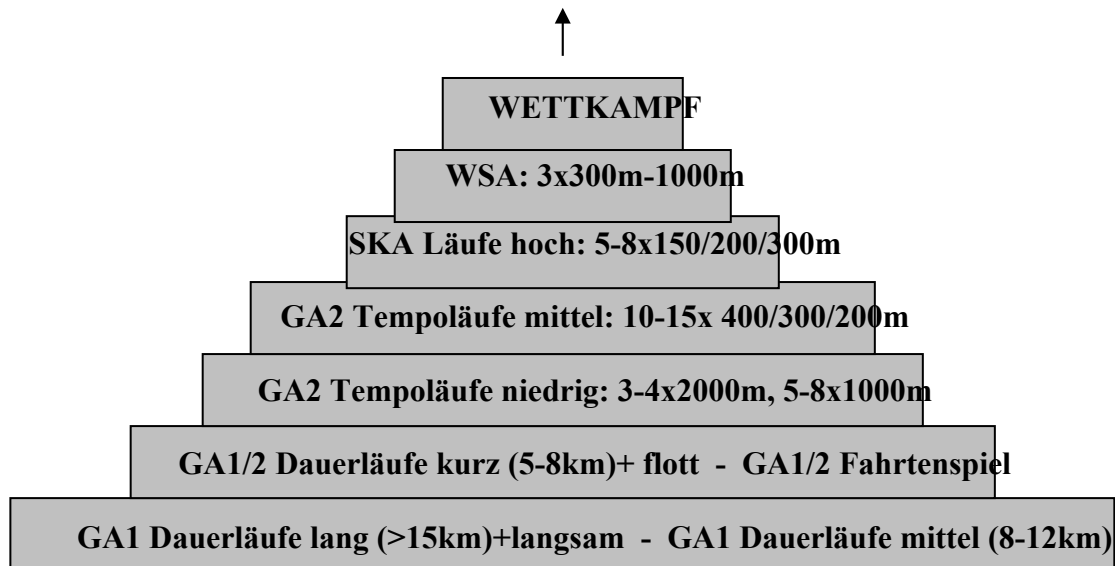 WETTKAMPF
WSA: 3x300m-1000m
SKA Läufe hoch: 5-8x150/200/300m
GA2 Tempoläufe mittel: 10-15x 400/300/200m
GA2 Tempoläufe niedrig: 3-4x2000m, 5-8x1000m
GA1/2 Dauerläufe kurz (5-8km)+ flott - GA1/2 Fahrtenspiel
GA1 Dauerläufe lang (>15km)+langsam - GA1 Dauerläufe mittel (8-12km)